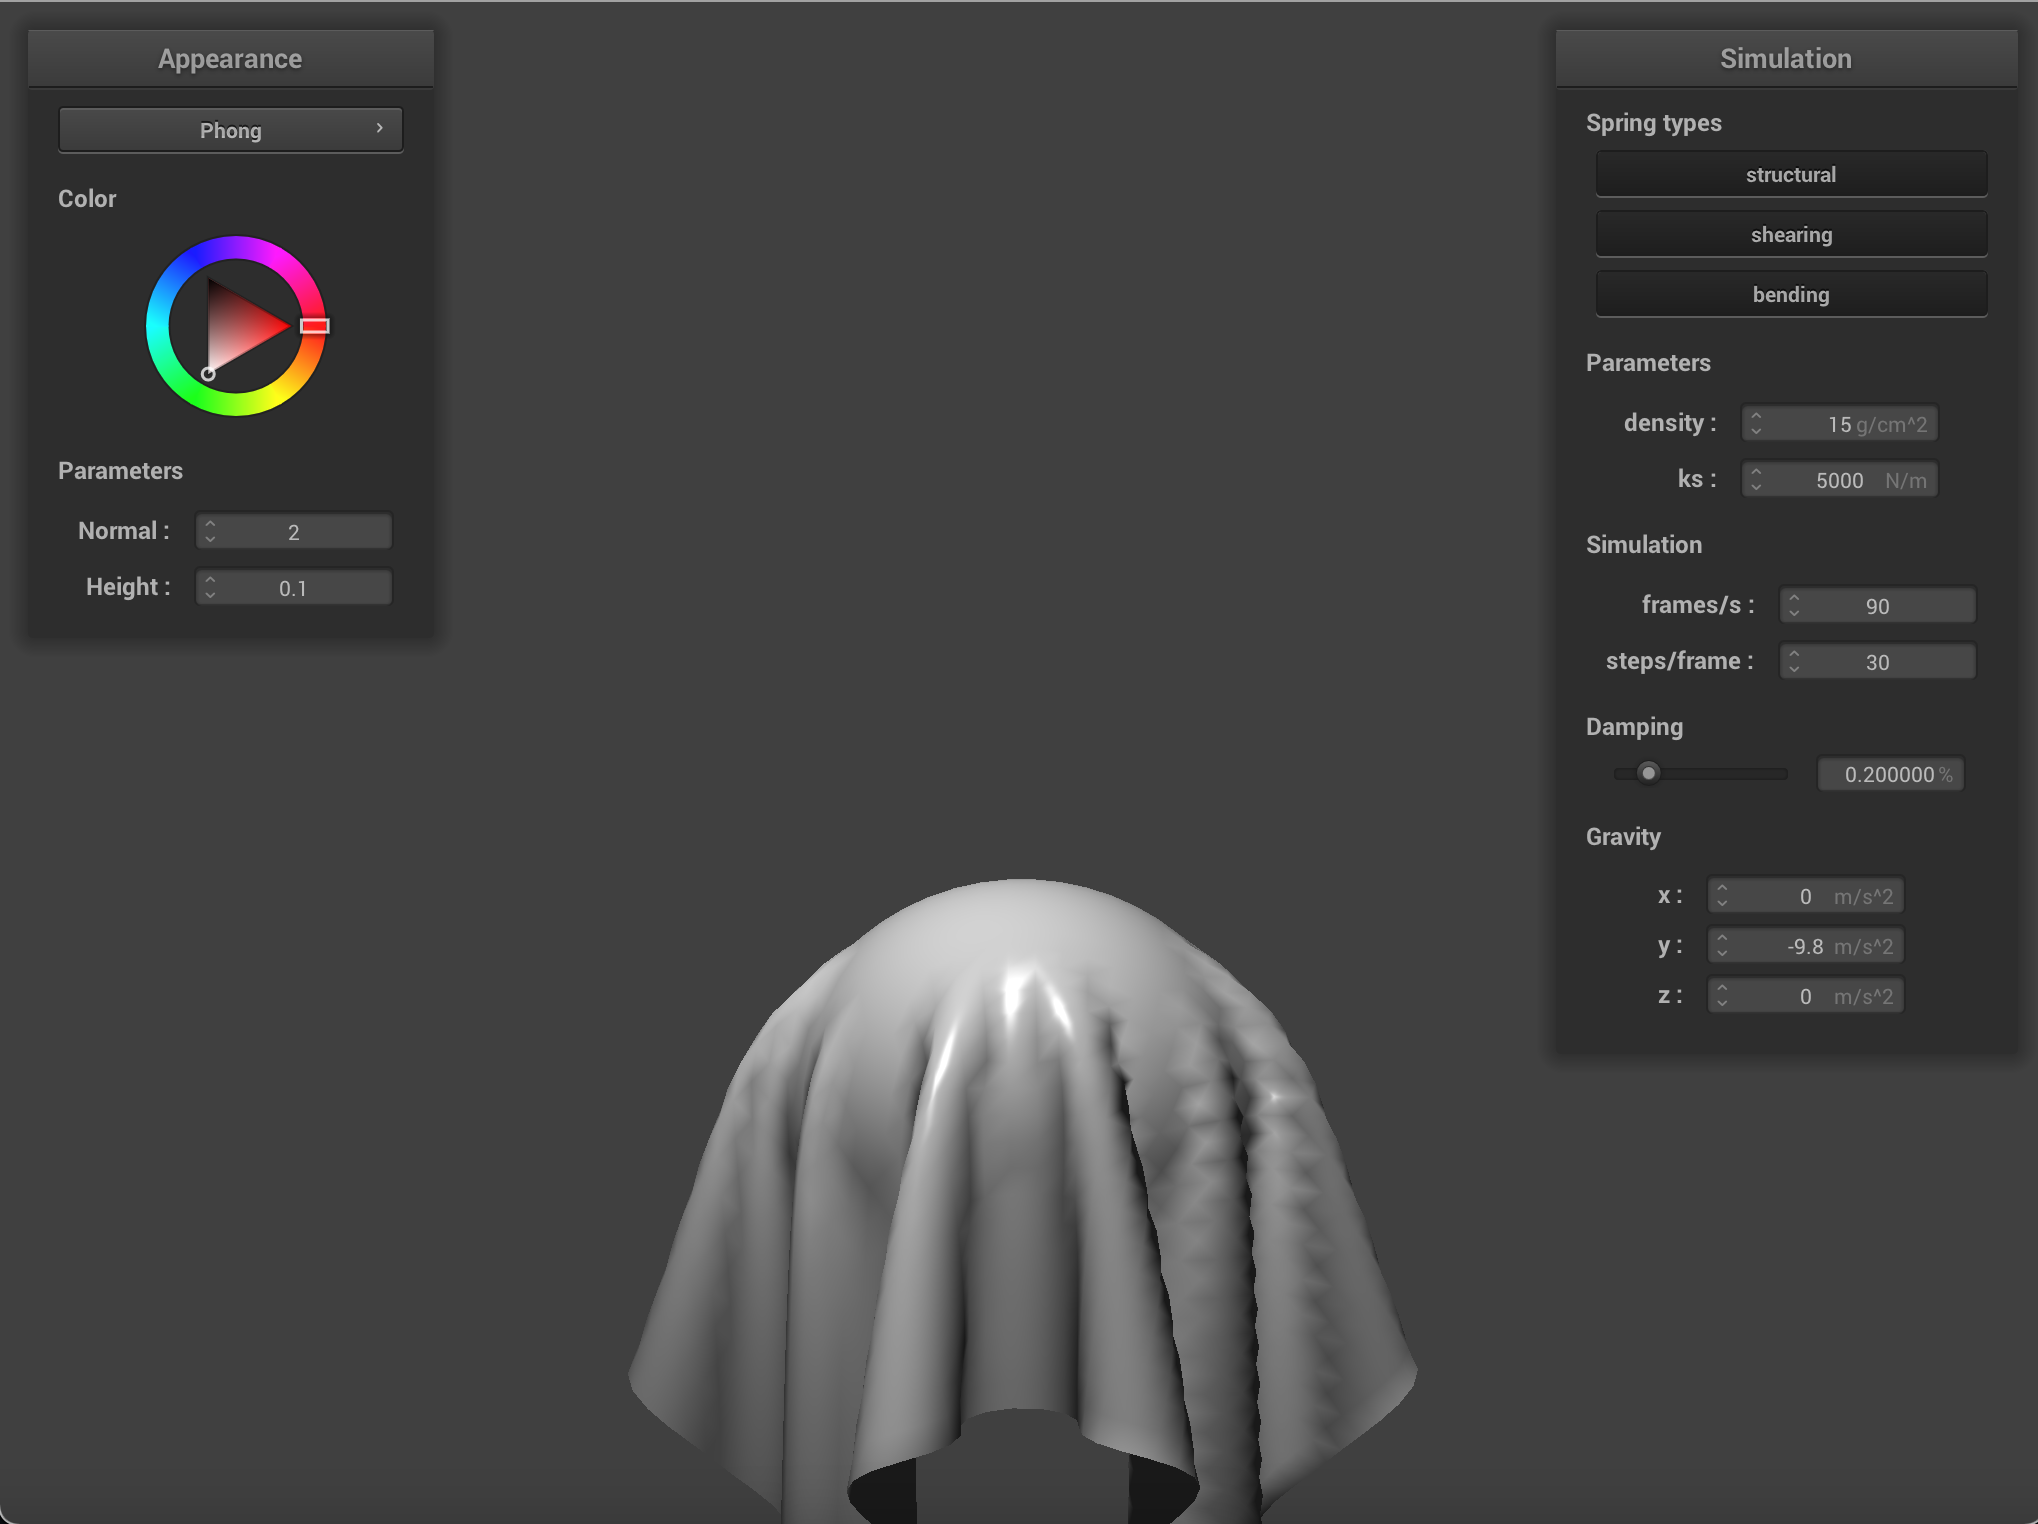 Appearance
Phong
Color
Parameters
Normal : 2
Height : 0.1
Simulation
Spring types
structural
shearing
bending
Parameters
density : 15 g/cm^2
ks : 5000 N/m
Simulation
frames/s : 90
steps/frame : 30
Damping
0.200000 %
Gravity
x : 0 m/s^2
y : -9.8 m/s^2
z : 0 m/s^2